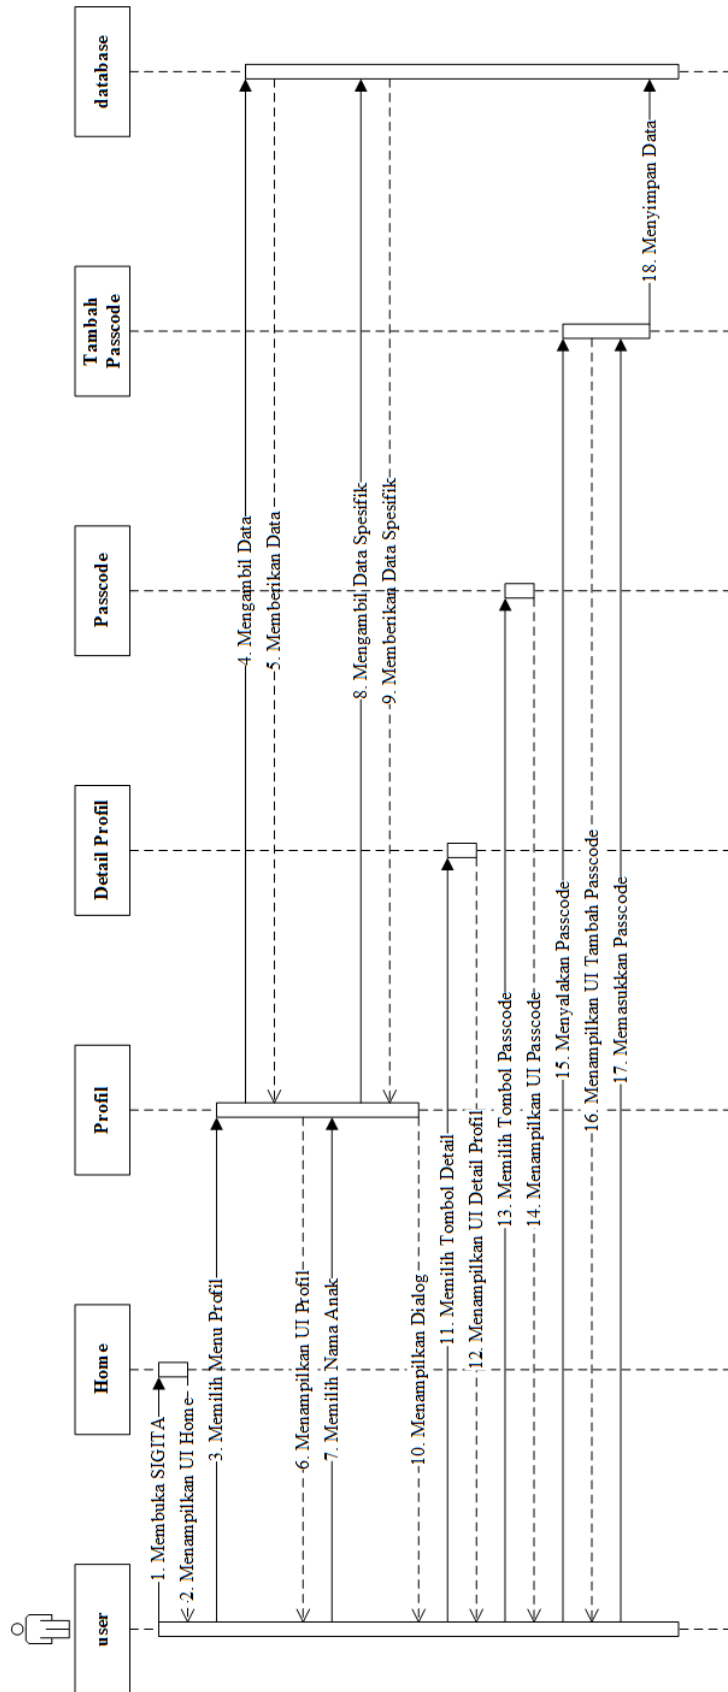 user
Home
Profil
Detail Profil
Passcode
Tambah
Passcode
database
1. Membuka SIGITA
2. Menampilkan UI Home
3. Memilih Menu Profil
4. Mengambil Data
5. Memberikan Data
6. Menampilkan UI Profil
7. Memilih Nama Anak
8. Mengambil Data Spesifik
9. Memberikan Data Spesifik
10. Menampilkan Dialog
11. Memilih Tombol Detail
12. Menampilkan UI Detail Profil
13. Memilih Tombol Passcode
14. Menampilkan UI Passcode
15. Menyalakan Passcode
16. Menampilkan UI Tambah Passcode
17. Memasukkan Passcode
18. Menyimpan Data